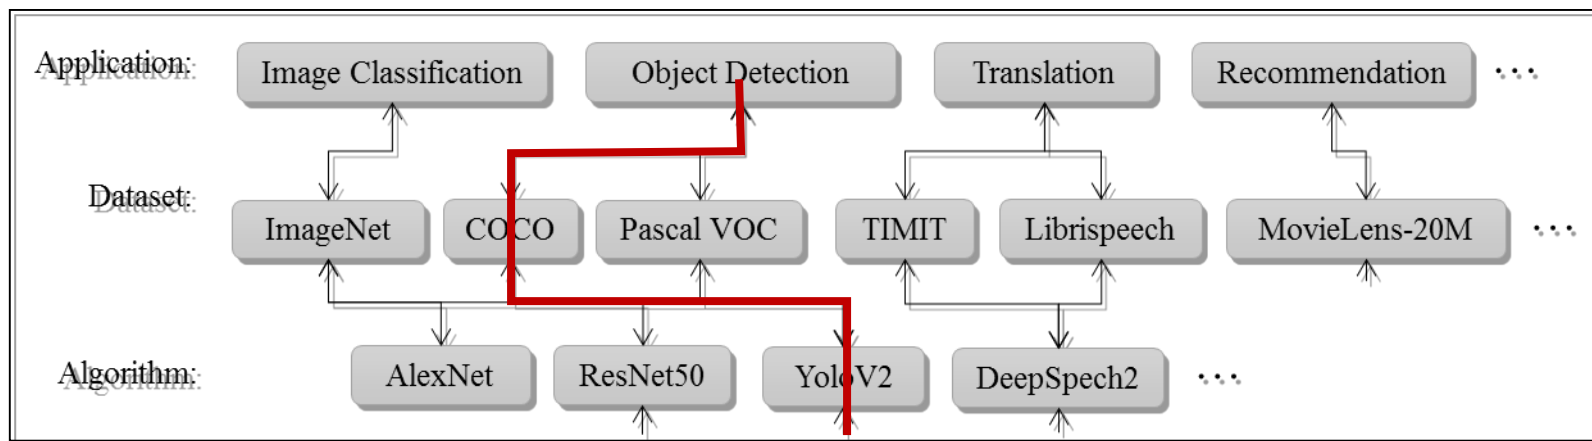 Application: Image Classification Object Detection Translation Recommendation ...
Dataset: ImageNet COCO Pascal VOC TIMIT Librispeech MovieLens-20M ...
Algorithm: AlexNet ResNet50 YoloV2 DeepSpech2 ...